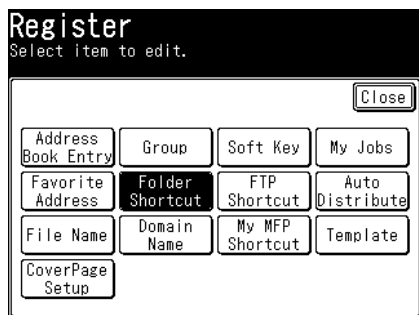 Register
Select item to edit.
Close
Address
Book Entry
Group
Soft Key
My Jobs
Favorite
Address
Folder
Shortcut
FTP
Shortcut
Auto
Distribute
File Name
Domain
Name
My MFP
Shortcut
Template
CoverPage
Setup